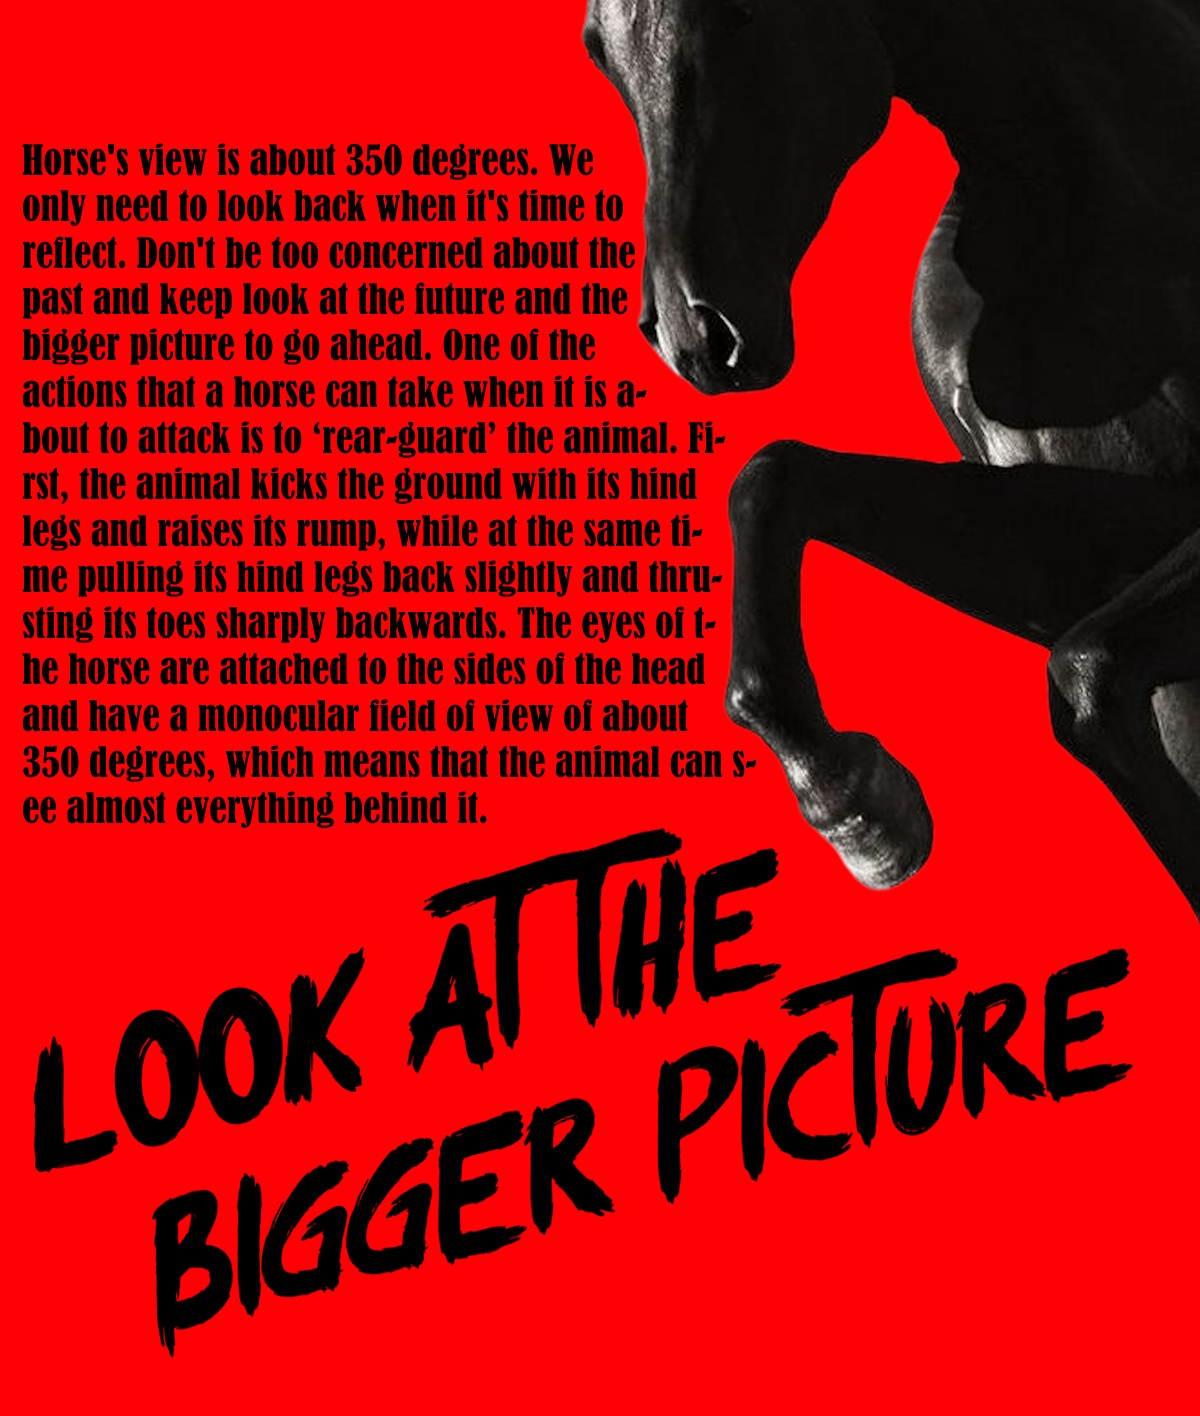 Horse's view is about 350 degrees. We
only need to look back when it's time to
reflect. Don't be too concerned about the
past and keep look at the future and the
bigger picture to go ahead. One of the
actions that a horse can take when it is a-
bout to attack is to ‘rear-guard’ the animal. Fi-
rst, the animal kicks the ground with its hind
legs and raises its rump, while at the same ti-
me pulling its hind legs back slightly and thru-
sting its toes sharply backwards. The eyes of t-
he horse are attached to the sides of the head
and have a monocular field of view of about
350 degrees, which means that the animal can s-
ee almost everything behind it.
LOOK AT THE
BIGGER PICTURE